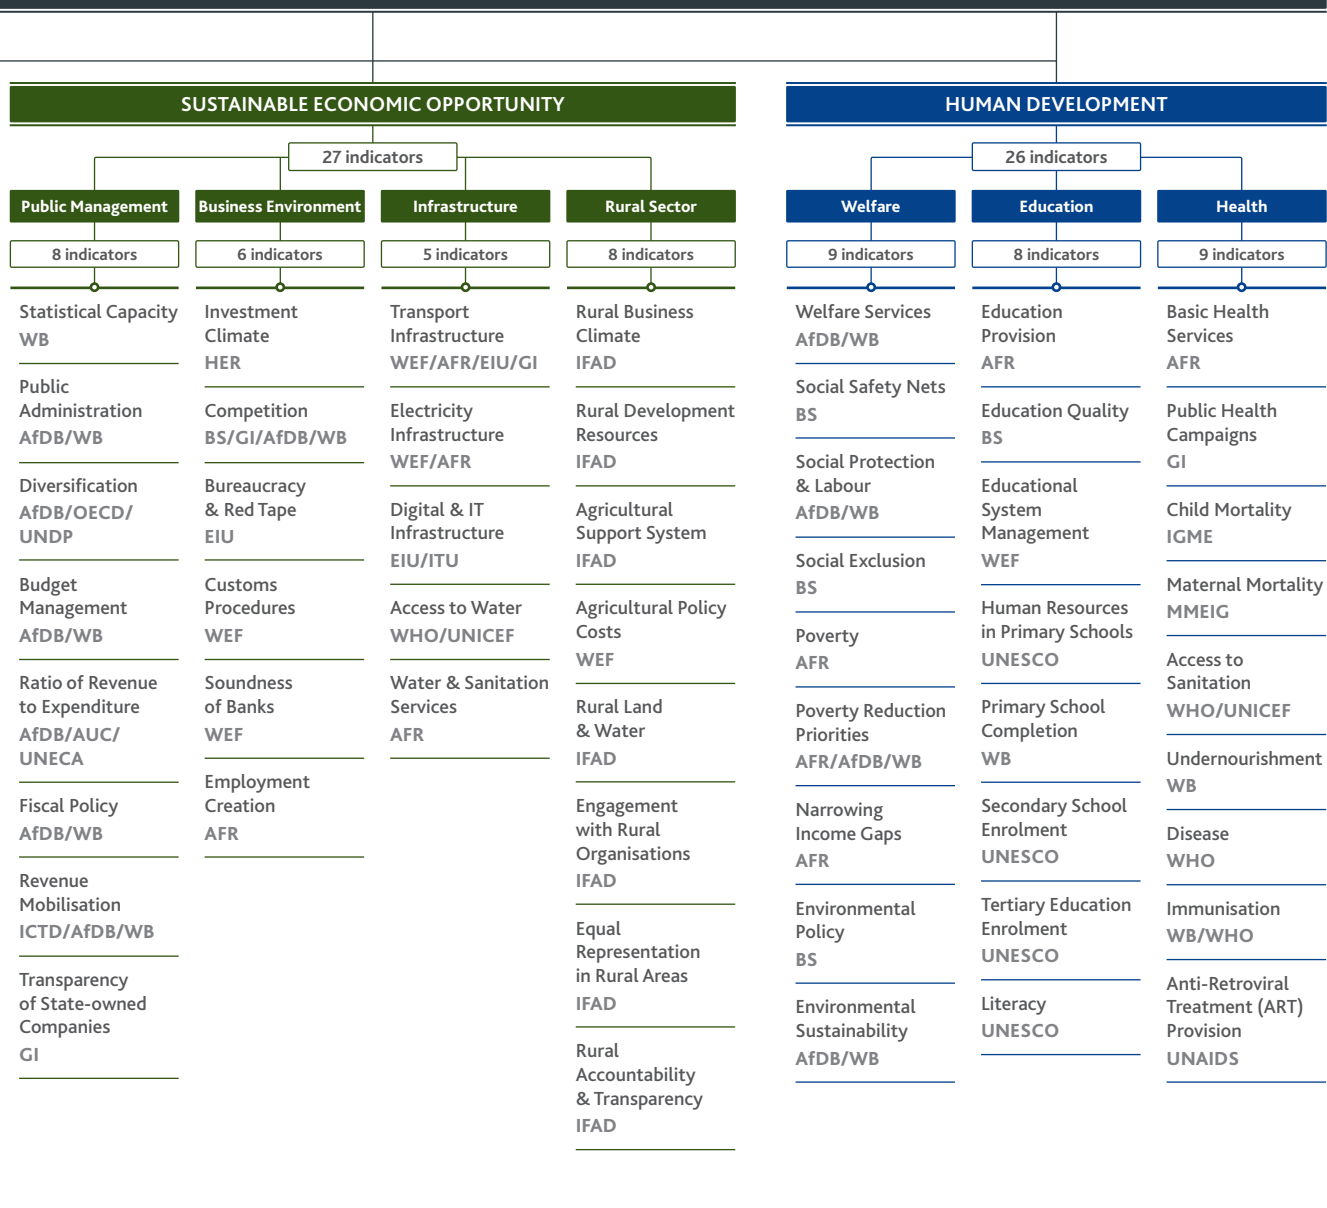 SUSTAINABLE ECONOMIC OPPORTUNITY
27 indicators
Public Management
8 indicators
Statistical Capacity
WB
Public
Administration
AfDB/WB
Diversification
AfDB/OECD/
UNDP
Budget
Management
AfDB/WB
Ratio of Revenue
to Expenditure
AfDB/AUC/
UNECA
Fiscal Policy
AfDB/WB
Revenue
Mobilisation
ICTD/AfDB/WB
Transparency
of State-owned
Companies
GI
Business Environment
6 indicators
Investment
Climate
HER
Competition
BS/GI/AfDB/WB
Bureaucracy
& Red Tape
EIU
Customs
Procedures
WEF
Soundness
of Banks
WEF
Employment
Creation
AFR
Infrastructure
5 indicators
Transport
Infrastructure
WEF/AFR/EIU/GI
Electricity
Infrastructure
WEF/AFR
Digital & IT
Infrastructure
EIU/ITU
Access to Water
WHO/UNICEF
Water & Sanitation
Services
AFR
Rural Sector
8 indicators
Rural Business
Climate
IFAD
Rural Development
Resources
IFAD
Agricultural
Support System
IFAD
Agricultural Policy
Costs
WEF
Rural Land
& Water
IFAD
Engagement
with Rural
Organisations
IFAD
Equal
Representation
in Rural Areas
IFAD
Rural
Accountability
& Transparency
IFAD
HUMAN DEVELOPMENT
26 indicators
Welfare
9 indicators
Welfare Services
AfDB/WB
Social Safety Nets
BS
Social Protection
& Labour
AfDB/WB
Social Exclusion
BS
Poverty
AFR
Poverty Reduction
Priorities
AFR/AfDB/WB
Narrowing
Income Gaps
AFR
Environmental
Policy
BS
Environmental
Sustainability
AfDB/WB
Education
8 indicators
Education
Provision
AFR
Education Quality
BS
Educational
System
Management
WEF
Human Resources
in Primary Schools
UNESCO
Primary School
Completion
WB
Secondary School
Enrolment
UNESCO
Tertiary Education
Enrolment
UNESCO
Literacy
UNESCO
Health
9 indicators
Basic Health
Services
AFR
Public Health
Campaigns
GI
Child Mortality
IGME
Maternal Mortality
MMEIG
Access to
Sanitation
WHO/UNICEF
Undernourishment
WB
Disease
WHO
Immunisation
WB/WHO
Anti-Retroviral
Treatment (ART)
Provision
UNAIDS